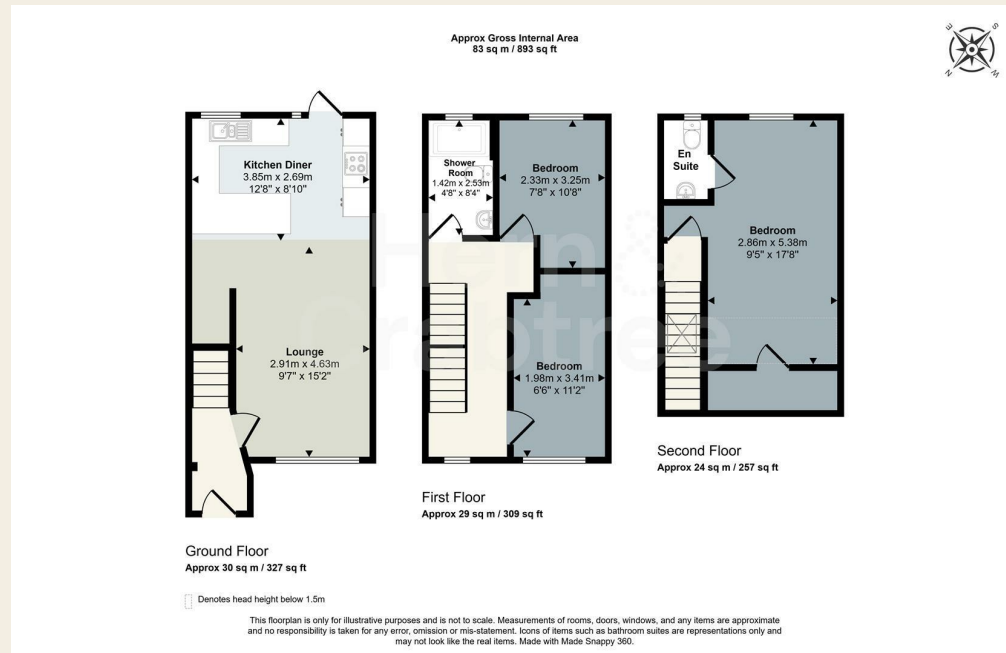 Approx Gross Internal Area
83 sq m / 893 sq ft
E
S
N
W
Kitchen Diner
3.85m x 2.69m
12'8" x 8'10"
Lounge
2.91m x 4.63m
9'7" x 15'2"
Ground Floor
Approx 30 sq m / 327 sq ft
Shower
Room
1.42m x 2.53m
4'8" x 8'4"
Bedroom
2.33m x 3.25m
7'8" x 10'8"
Bedroom
1.98m x 3.41m
6'6" x 11'2"
First Floor
Approx 29 sq m / 309 sq ft
En
Suite
Bedroom
2.86m x 5.38m
9'5" x 17'8"
Second Floor
Approx 24 sq m / 257 sq ft
Hern &
Crabtree
Denotes head height below 1.5m
This floorplan is only for illustrative purposes and is not to scale. Measurements of rooms, doors, windows, and any items are approximate
and no responsibility is taken for any error, omission or mis-statement. Icons of items such as bathroom suites are representations only and
may not look like the real items. Made with Made Snappy 360.